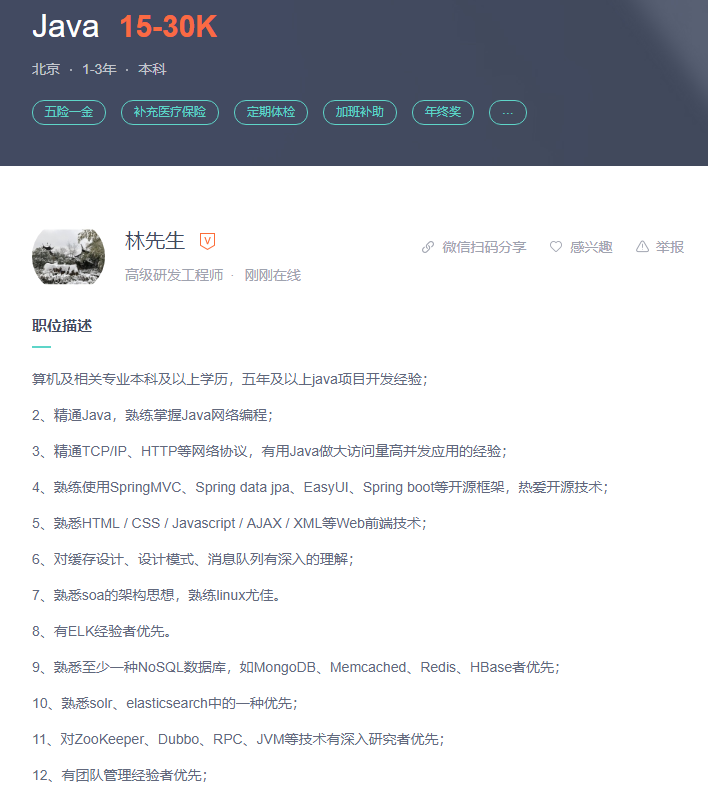 Java 15-30K
北京 · 1-3年 · 本科
五险一金 补充医疗保险 定期体检 加班补助 年终奖 ...
林先生 V
微信扫码分享 感兴趣 举报
高级研发工程师 · 刚刚在线
职位描述
算机及相关专业本科及以上学历，五年及以上java项目开发经验；
2、精通Java，熟练掌握Java网络编程；
3、精通TCP/IP、HTTP等网络协议，有用Java做大访问量高并发应用的经验；
4、熟练使用SpringMVC、Spring data jpa、EasyUI、Spring boot等开源框架，热爱开源技术；
5、熟悉HTML / CSS / Javascript / AJAX / XML等Web前端技术；
6、对缓存设计、设计模式、消息队列有深入的理解；
7、熟悉soa的架构思想，熟练linux尤佳。
8、有ELK经验者优先。
9、熟悉至少一种NoSQL数据库，如MongoDB、Memcached、Redis、HBase者优先；
10、熟悉solr、elasticsearch中的一种优先；
11、对ZooKeeper、Dubbo、RPC、JVM等技术有深入研究者优先；
12、有团队管理经验者优先；